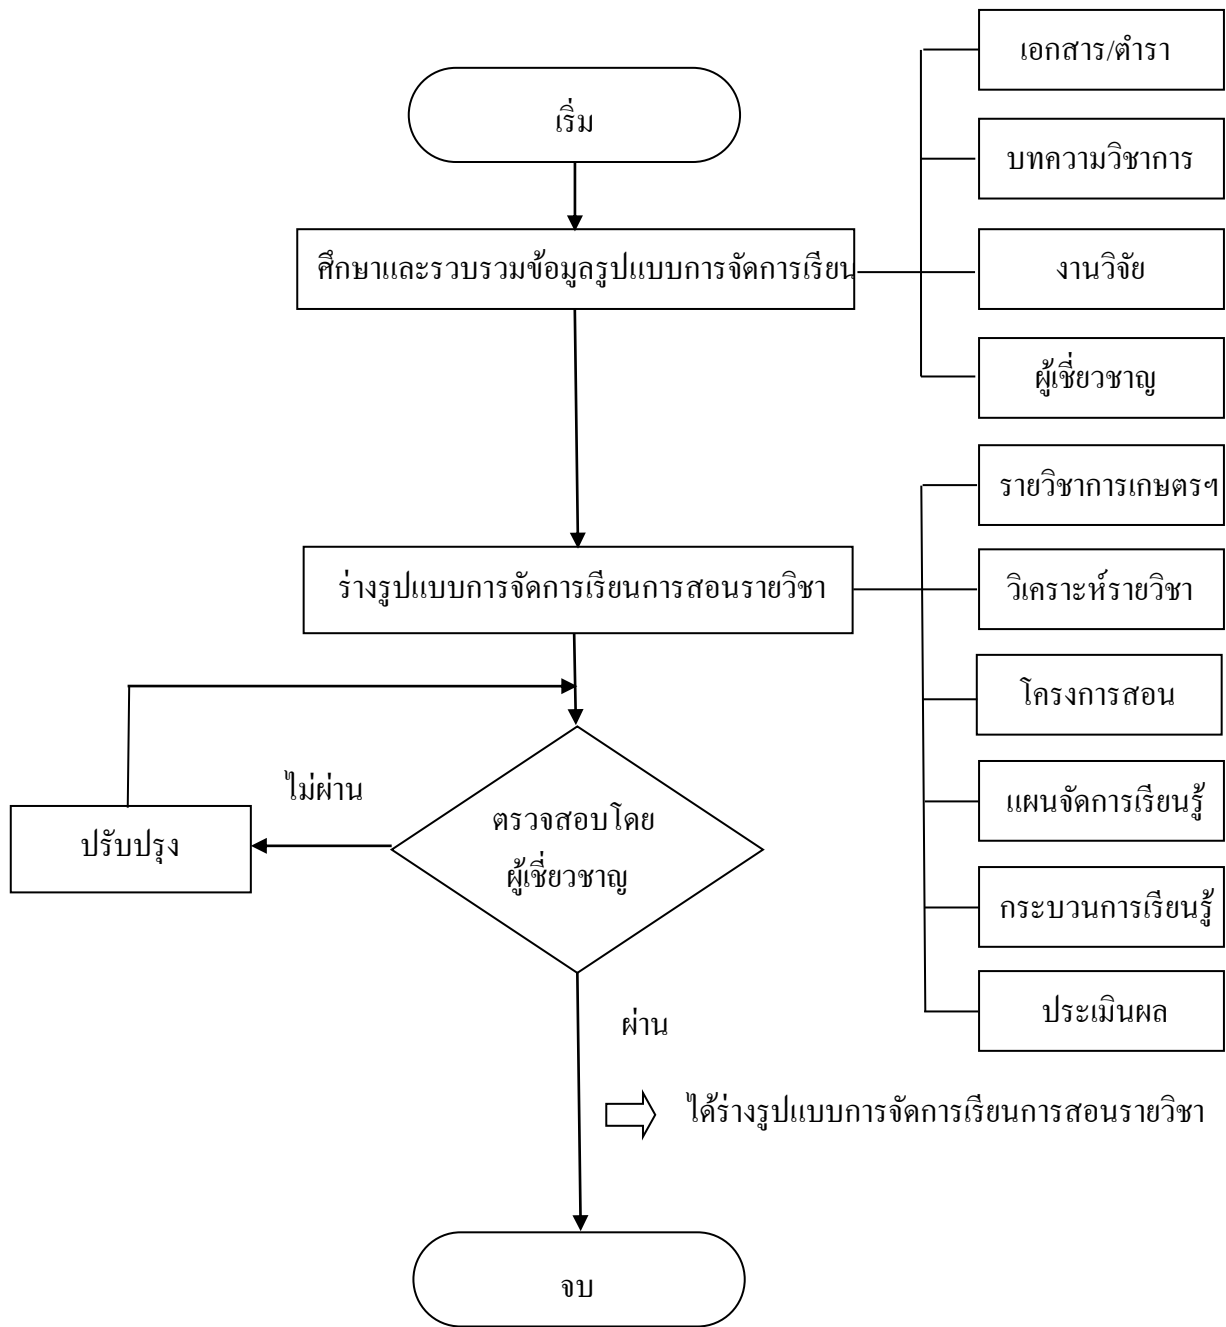 เริ่ม
ศึกษาและรวบรวมข้อมูลรูปแบบการจัดการเรียน
เอกสาร/ตำรา
บทความวิชาการ
งานวิจัย
ผู้เชี่ยวชาญ
ร่างรูปแบบการจัดการเรียนการสอนรายวิชา
รายวิชาการเกษตรฯ
วิเคราะห์รายวิชา
โครงการสอน
แผนจัดการเรียนรู้
กระบวนการเรียนรู้
ประเมินผล
ตรวจสอบโดย
ผู้เชี่ยวชาญ
ไม่ผ่าน
ปรับปรุง
ผ่าน
ได้ร่างรูปแบบการจัดการเรียนการสอนรายวิชา
จบ